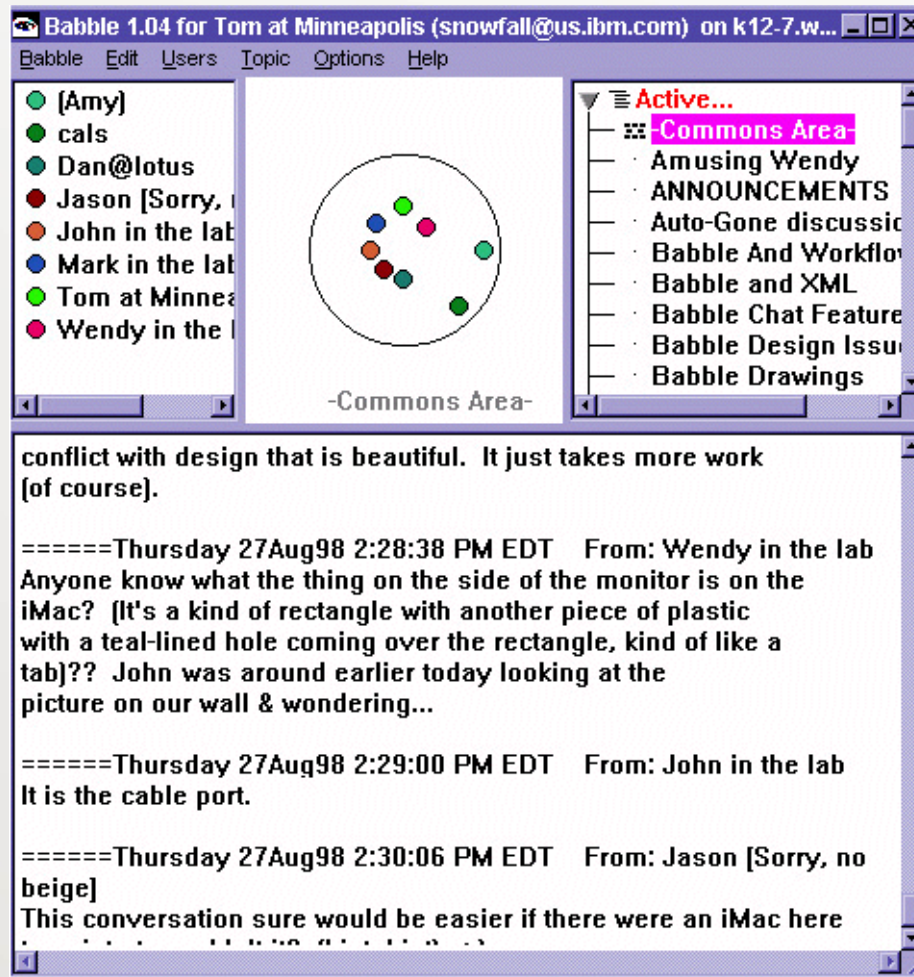 Babble 1.04 for Tom at Minneapolis (snowfall@us.ibm.com) on k12-7.w...
Babble Edit Users Topic Options Help
(Amy)
cals
Dan@lotus
Jason [Sorry,
John in the lab
Mark in the lab
Tom at Minnea
Wendy in the
-Commons Area-
Active...
-Commons Area-
Amusing Wendy
ANNOUNCEMENTS
Auto-Gone discussic
Babble And Workflo
Babble and XML
Babble Chat Feature
Babble Design Issu
Babble Drawings
conflict with design that is beautiful. It just takes more work
(of course).
======Thursday 27Aug98 2:28:38 PM EDT From: Wendy in the lab
Anyone know what the thing on the side of the monitor is on the
iMac? (It's a kind of rectangle with another piece of plastic
with a teal-lined hole coming over the rectangle, kind of like a
tab)?? John was around earlier today looking at the
picture on our wall & wondering...
======Thursday 27Aug98 2:29:00 PM EDT From: John in the lab
It is the cable port.
======Thursday 27Aug98 2:30:06 PM EDT From: Jason [Sorry, no
beige]
This conversation sure would be easier if there were an iMac here